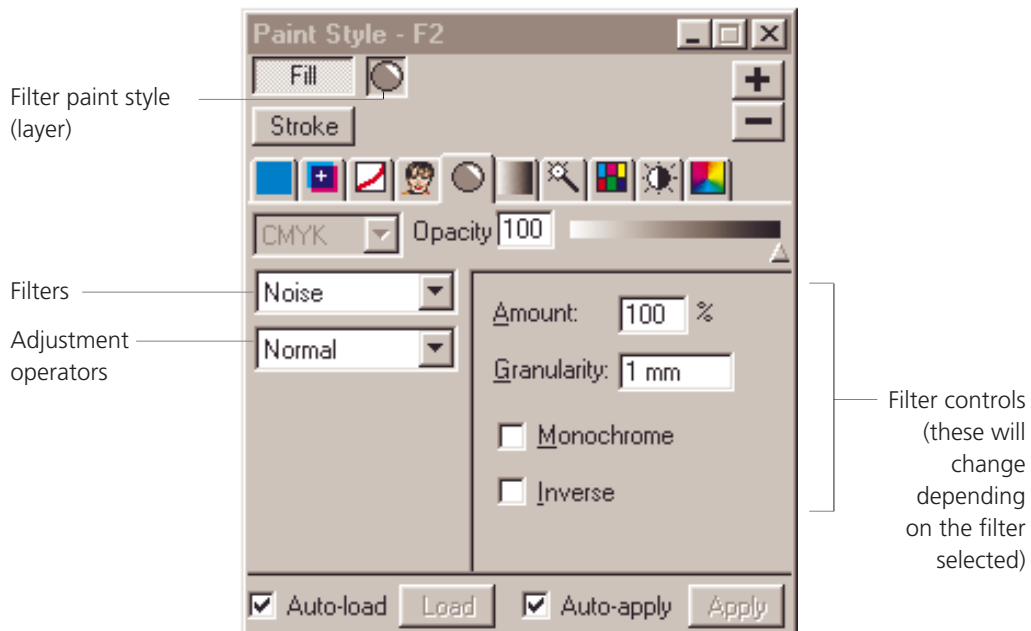 Paint Style - F2
Fill
Filter paint style
(layer)
Stroke
CMYK
Opacity 100
Filters
Noise
Amount: 100 %
Adjustment
operators
Normal
Granularity: 1 mm
Filter controls
(these will
change
depending
on the filter
selected)
Monochrome
Inverse
Auto-load Load Auto-apply Apply